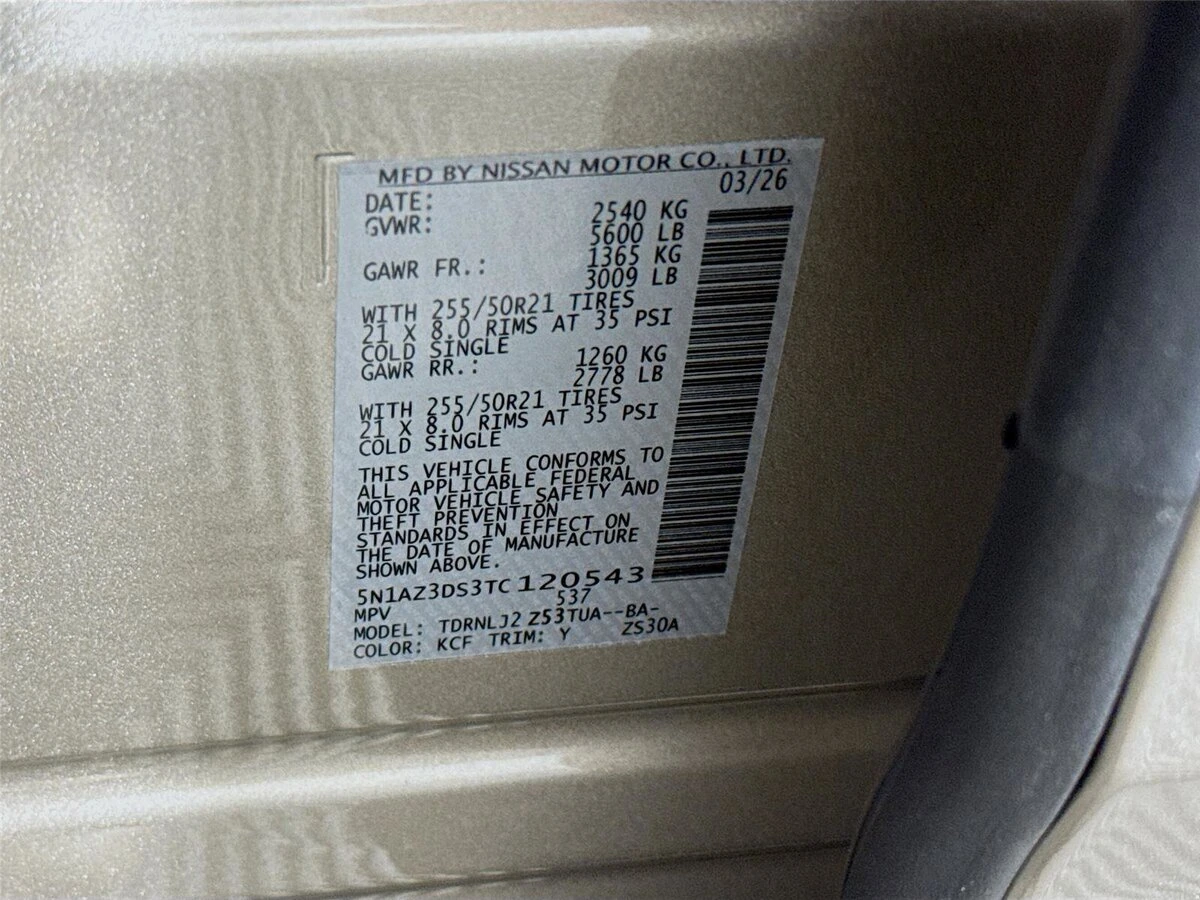 MFD BY NISSAN MOTOR CO., LTD.
DATE: 03/26
GVWR: 2540 KG
5600 LB
GAWR FR.: 1365 KG
3009 LB
WITH 255/50R21 TIRES
21 X 8.0 RIMS AT 35 PSI
COLD SINGLE
GAWR RR.: 1260 KG
2778 LB
WITH 255/50R21 TIRES
21 X 8.0 RIMS AT 35 PSI
COLD SINGLE
THIS VEHICLE CONFORMS TO
ALL APPLICABLE FEDERAL
MOTOR VEHICLE SAFETY AND
THEFT PREVENTION
STANDARDS IN EFFECT ON
THE DATE OF MANUFACTURE
SHOWN ABOVE.
5N1AZ3DS3TC120543
MPV 537
MODEL: TDRNLJ2 Z53TUA--BA-
COLOR: KCF TRIM: Y ZS30A